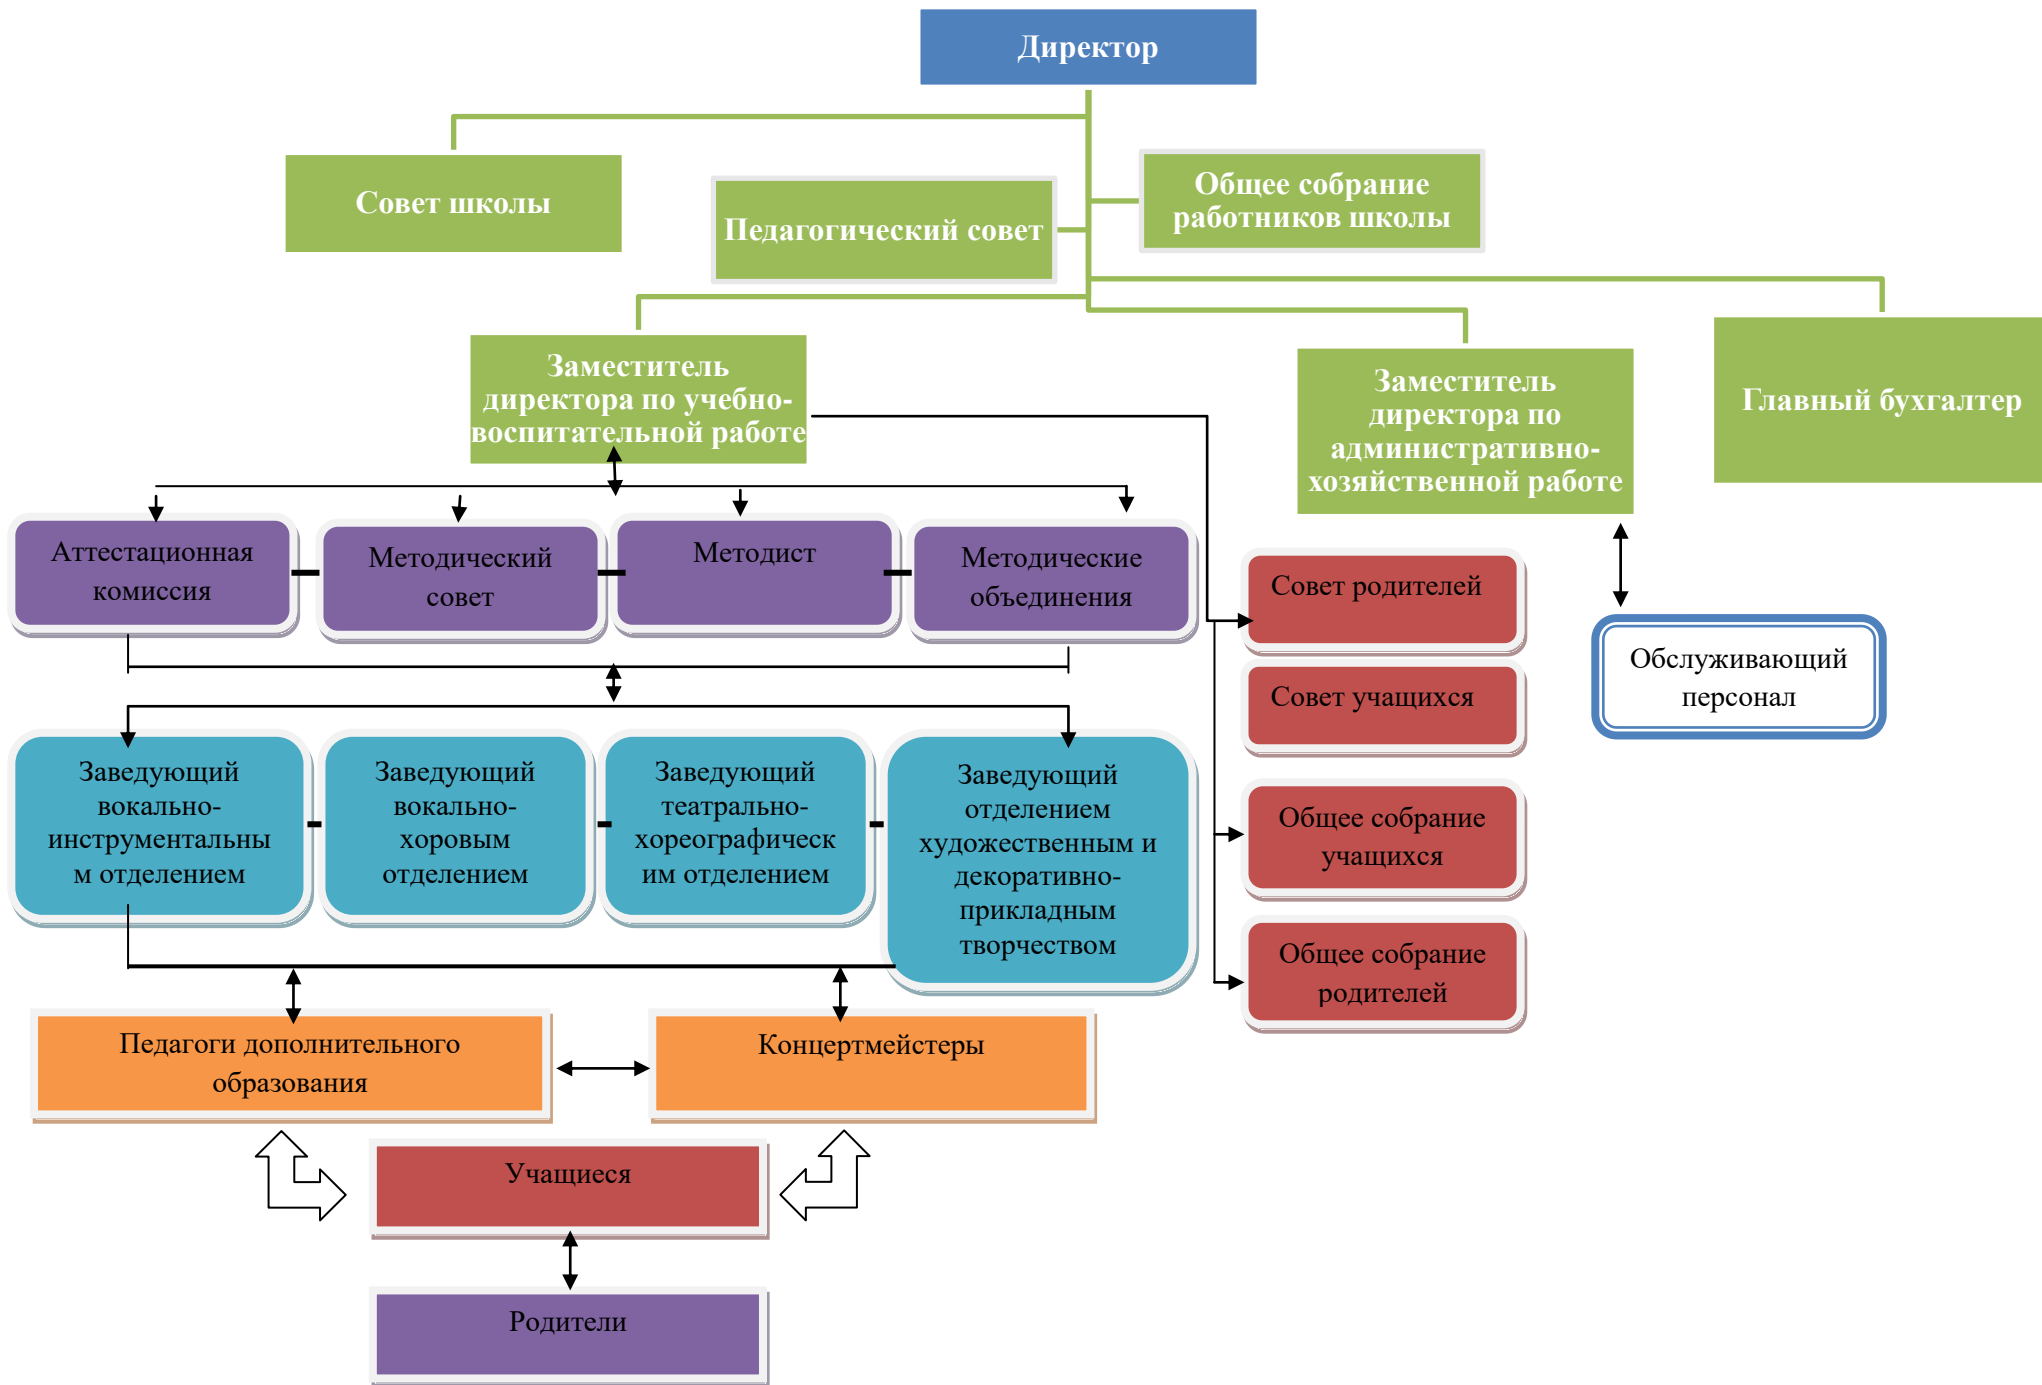 Директор
Совет школы
Педагогический совет
Общее собрание
работников школы
Заместитель
директора по учебно-
воспитательной работе
Заместитель
директора по
административно-
хозяйственной работе
Главный бухгалтер
Аттестационная
комиссия
Методический
совет
Методист
Методические
объединения
Совет родителей
Совет учащихся
Общее собрание
учащихся
Общее собрание
родителей
Обслуживающий
персонал
Заведующий
вокально-
инструментальны
м отделением
Заведующий
вокально-
хоровым
отделением
Заведующий
театрально-
хореографическ
им отделением
Заведующий
отделением
художественным и
декоративно-
прикладным
творчеством
Педагоги дополнительного
образования
Концертмейстеры
Учащиеся
Родители